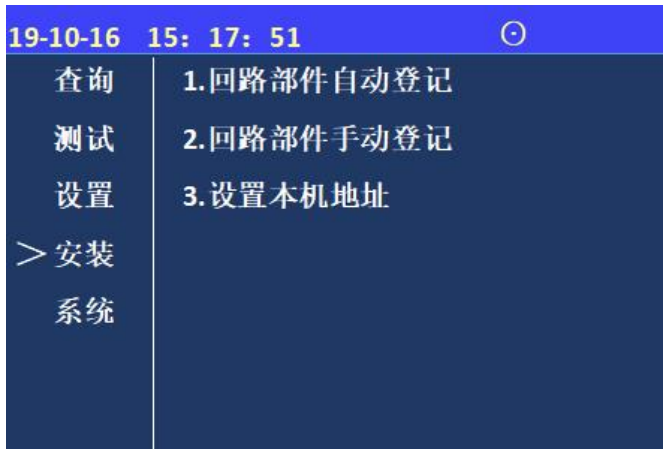 19-10-16 15：17：51
查询
测试
设置
＞安装
系统
1.回路部件自动登记
2.回路部件手动登记
3.设置本机地址